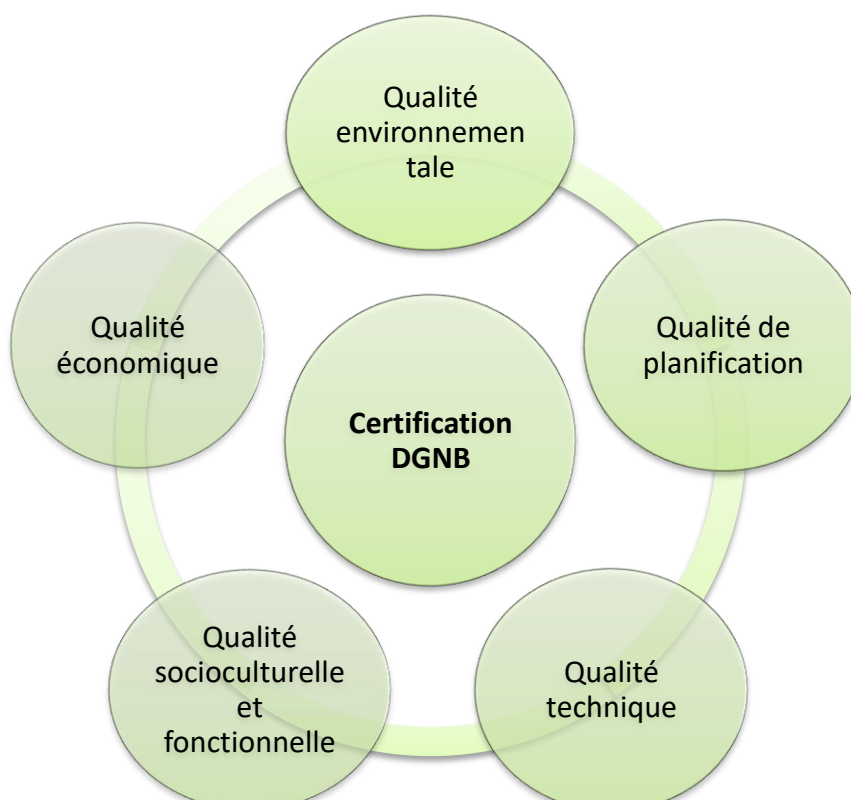 Qualité
environnemen
tale
Qualité de
planification
Qualité
technique
Qualité
socioculturelle
et
fonctionnelle
Qualité
économique
Certification
DGNB